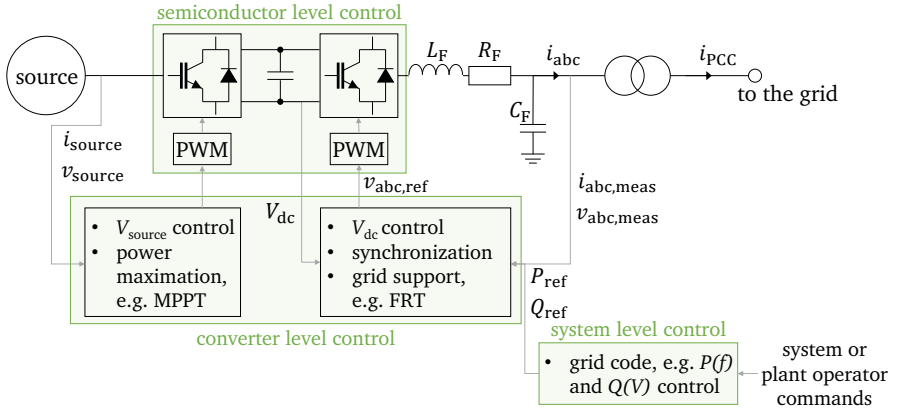 semiconductor level control
source
L_F
R_F
i_abc
i_PCC
to the grid
C_F
i_source
v_source
PWM
PWM
v_abc,ref
V_dc
i_abc,meas
v_abc,meas
• V_source control
• power
maximation,
e.g. MPPT
• V_dc control
• synchronization
• grid support,
e.g. FRT
P_ref
Q_ref
converter level control
system level control
• grid code, e.g. P(f)
and Q(V) control
system or
plant operator
commands